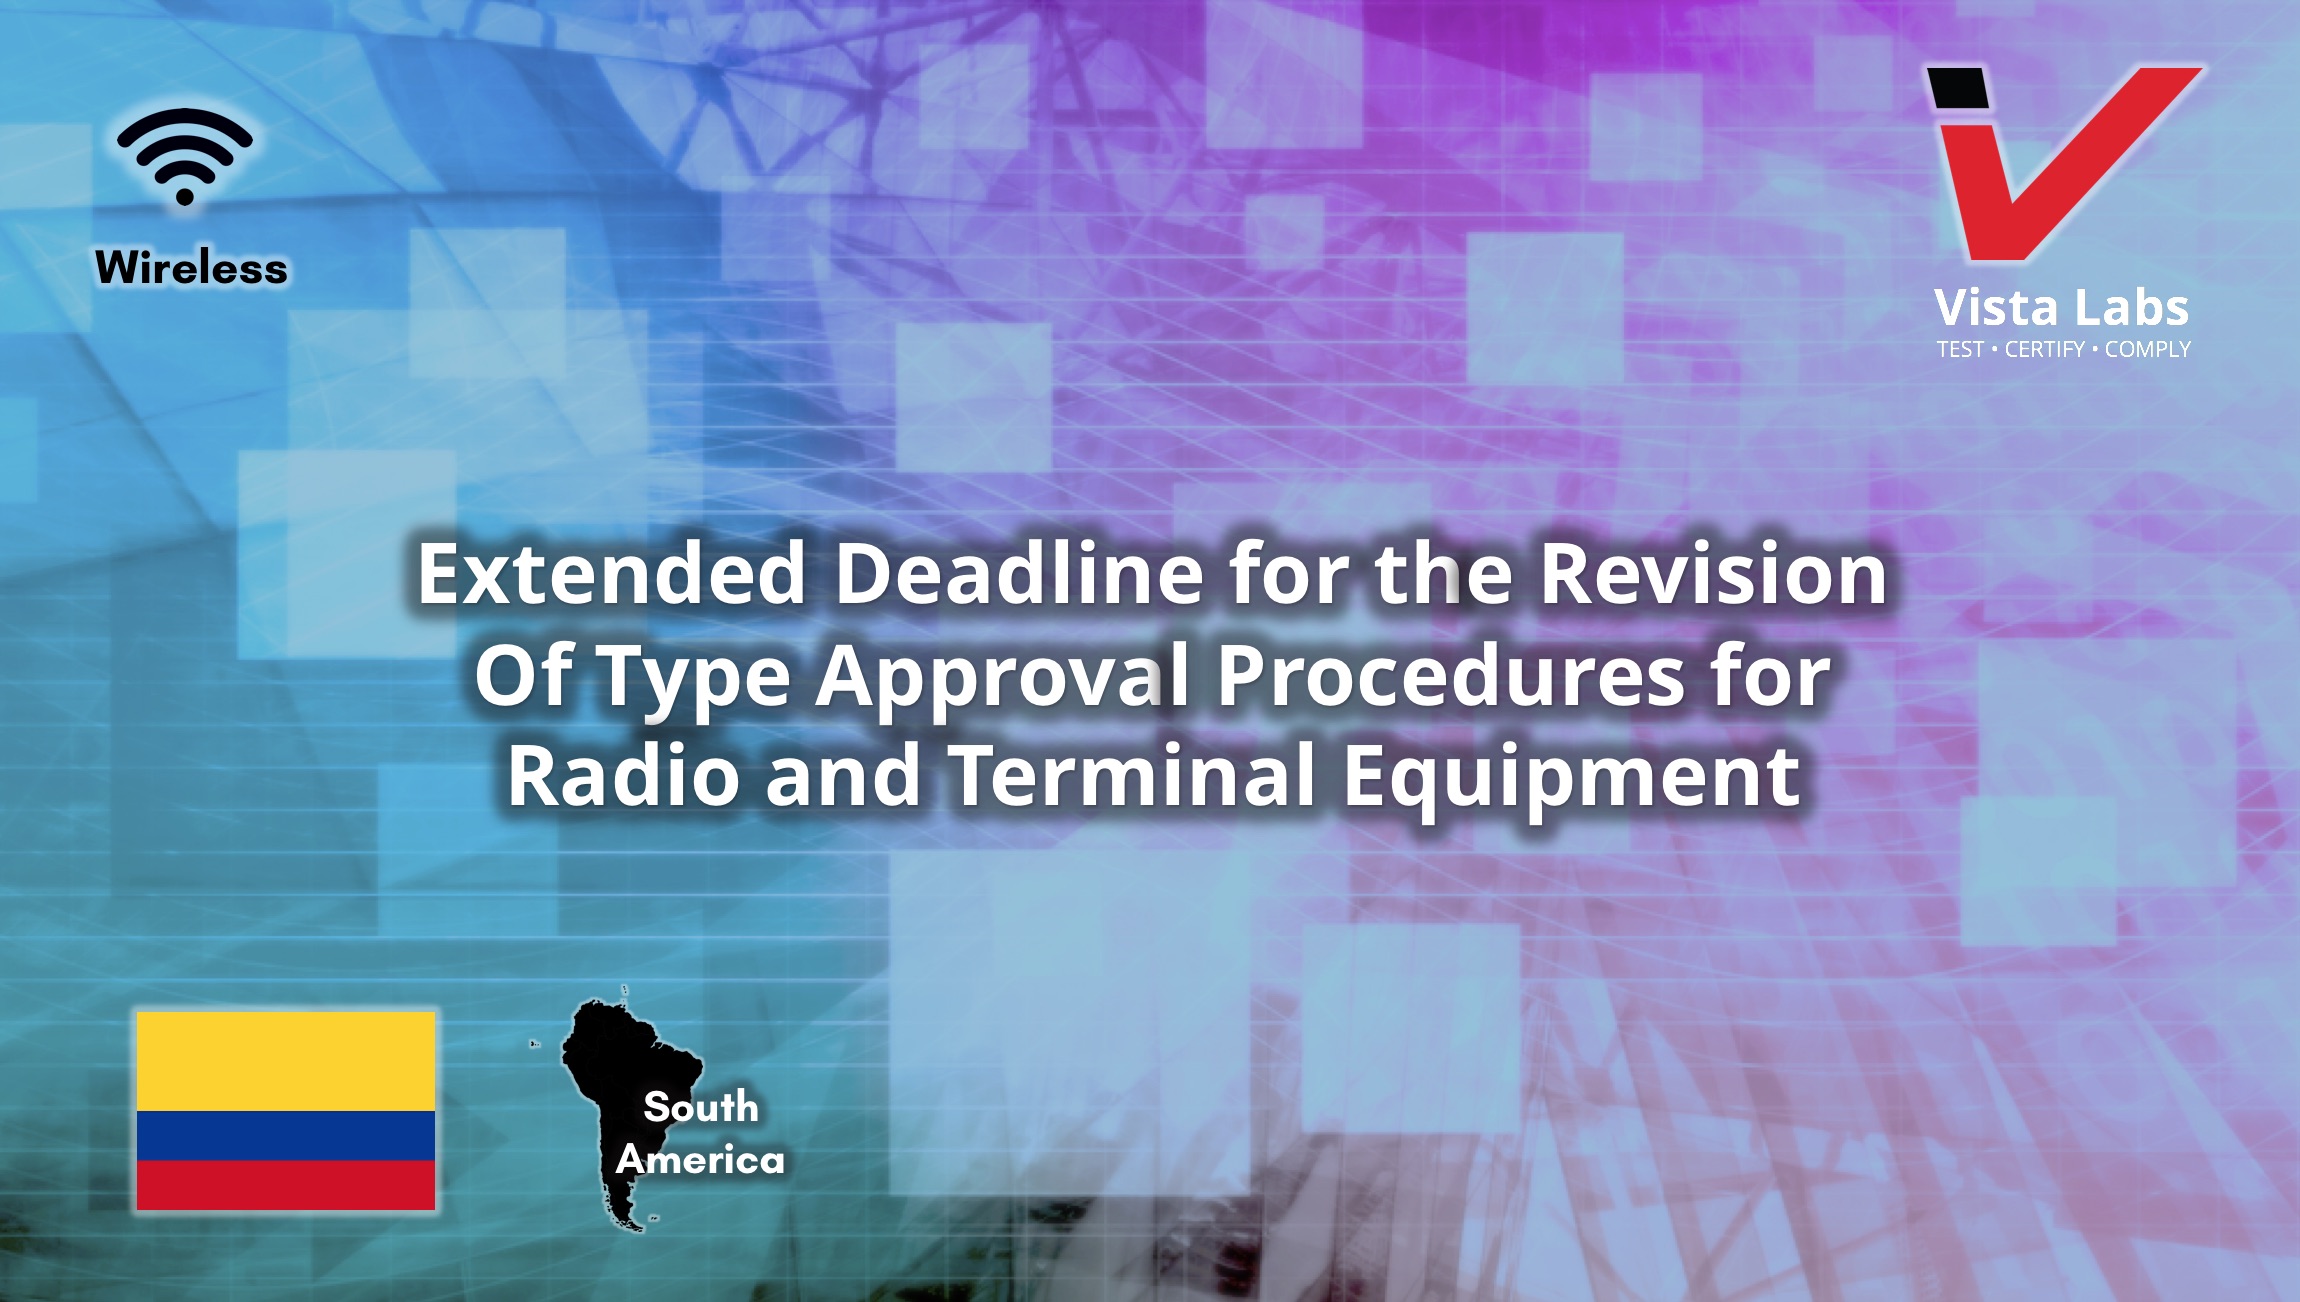 Wireless
Vista Labs
TEST • CERTIFY • COMPLY
Extended Deadline for the Revision
Of Type Approval Procedures for
Radio and Terminal Equipment
South
America